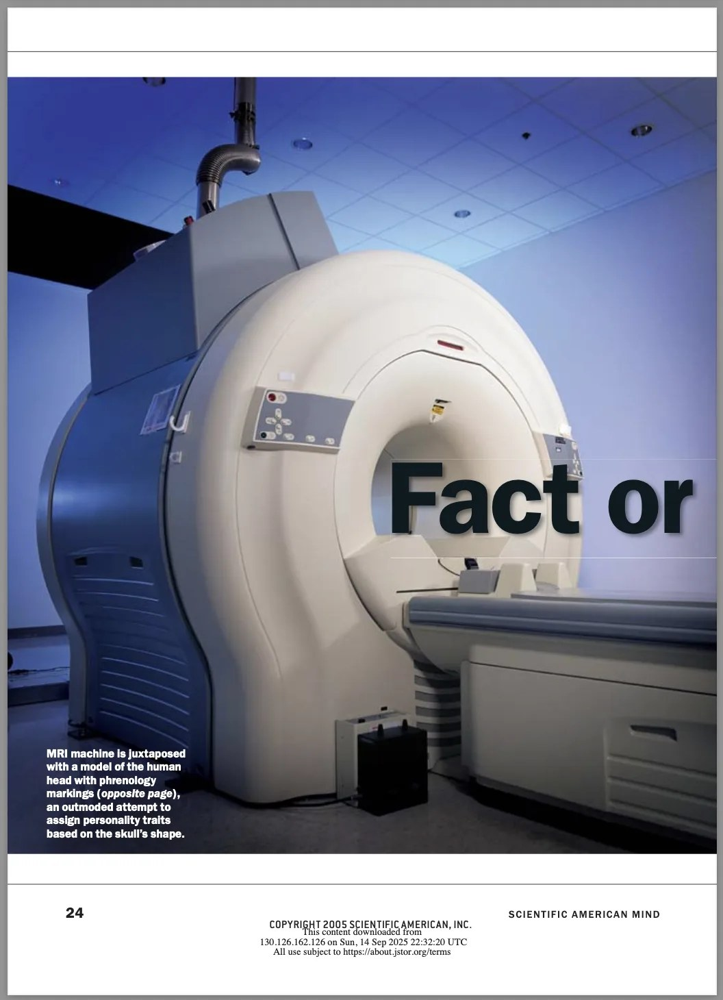 Fact or
MRI machine is juxtaposed
with a model of the human
head with phrenology
markings (opposite page),
an outmoded attempt to
assign personality traits
based on the skull’s shape.
24
SCIENTIFIC AMERICAN MIND
COPYRIGHT 2005 SCIENTIFIC AMERICAN, INC.
This content downloaded from
130.126.162.126 on Sun, 14 Sep 2025 22:32:20 UTC
All use subject to https://about.jstor.org/terms